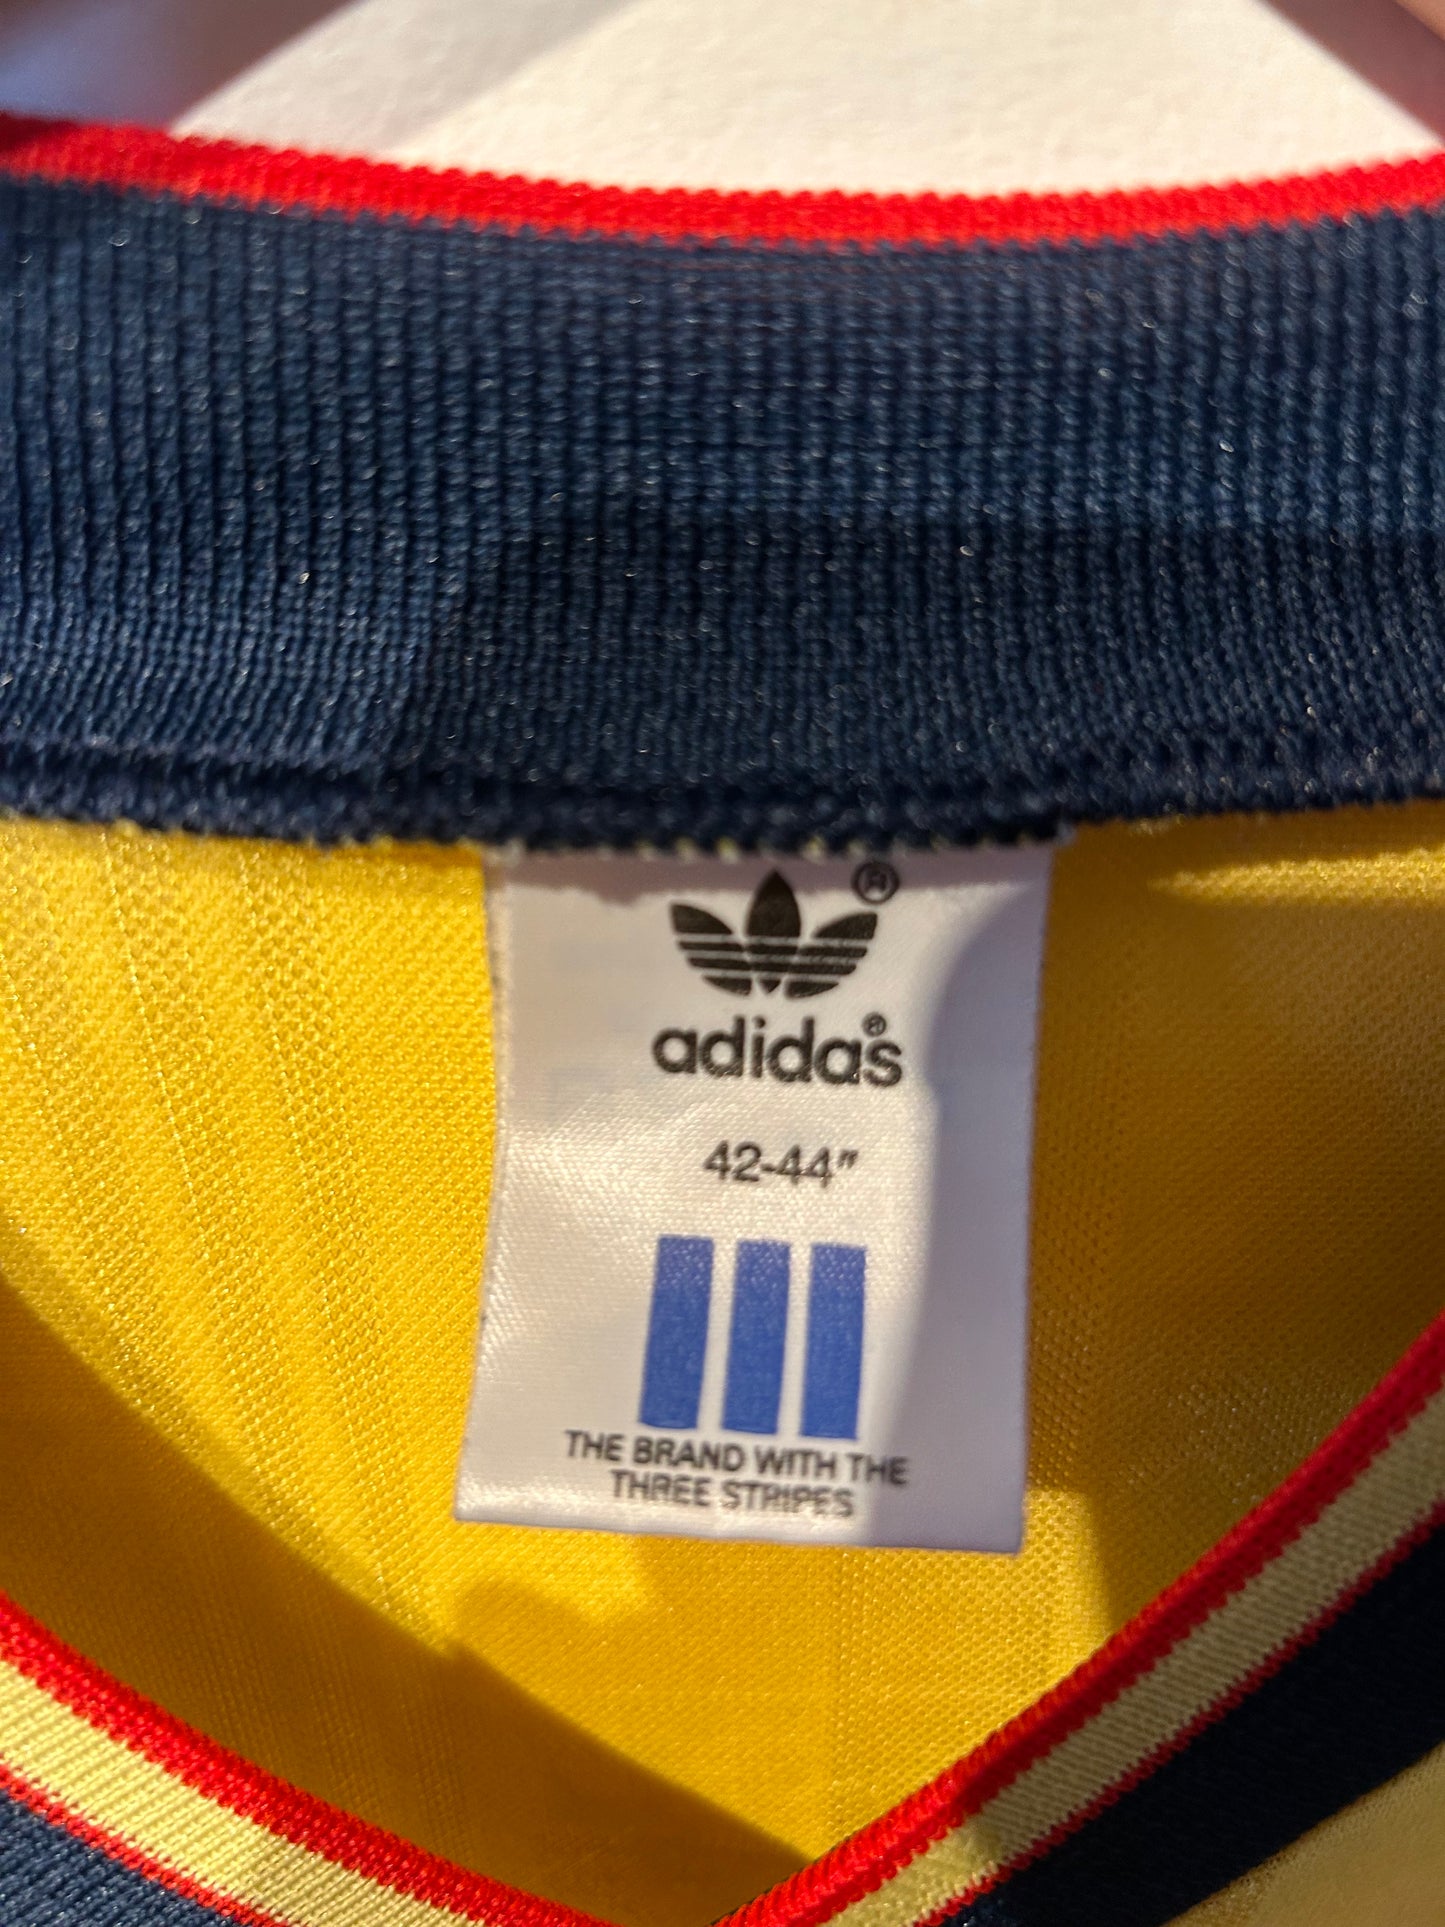 ®
adidas®
42-44"
THE BRAND WITH THE
THREE STRIPES